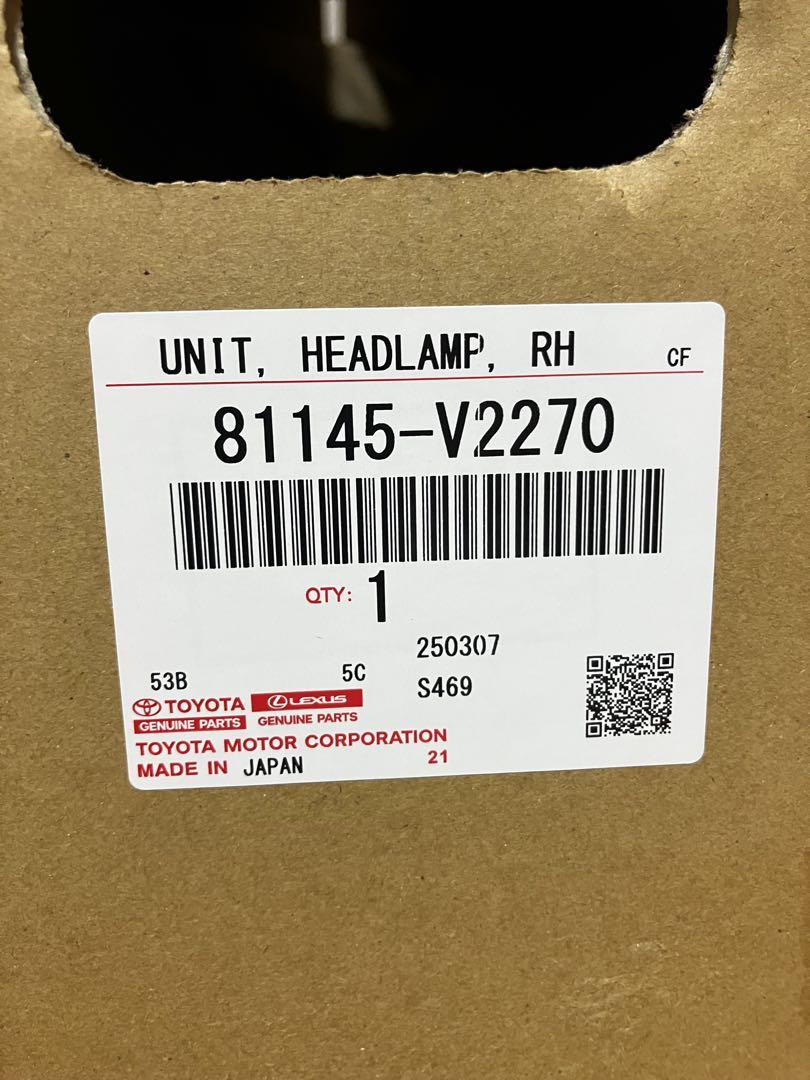 UNIT, HEADLAMP, RH CF
81145-V2270
QTY: 1
250307
53B 5C S469
TOYOTA LEXUS
GENUINE PARTS GENUINE PARTS
TOYOTA MOTOR CORPORATION
MADE IN JAPAN 21